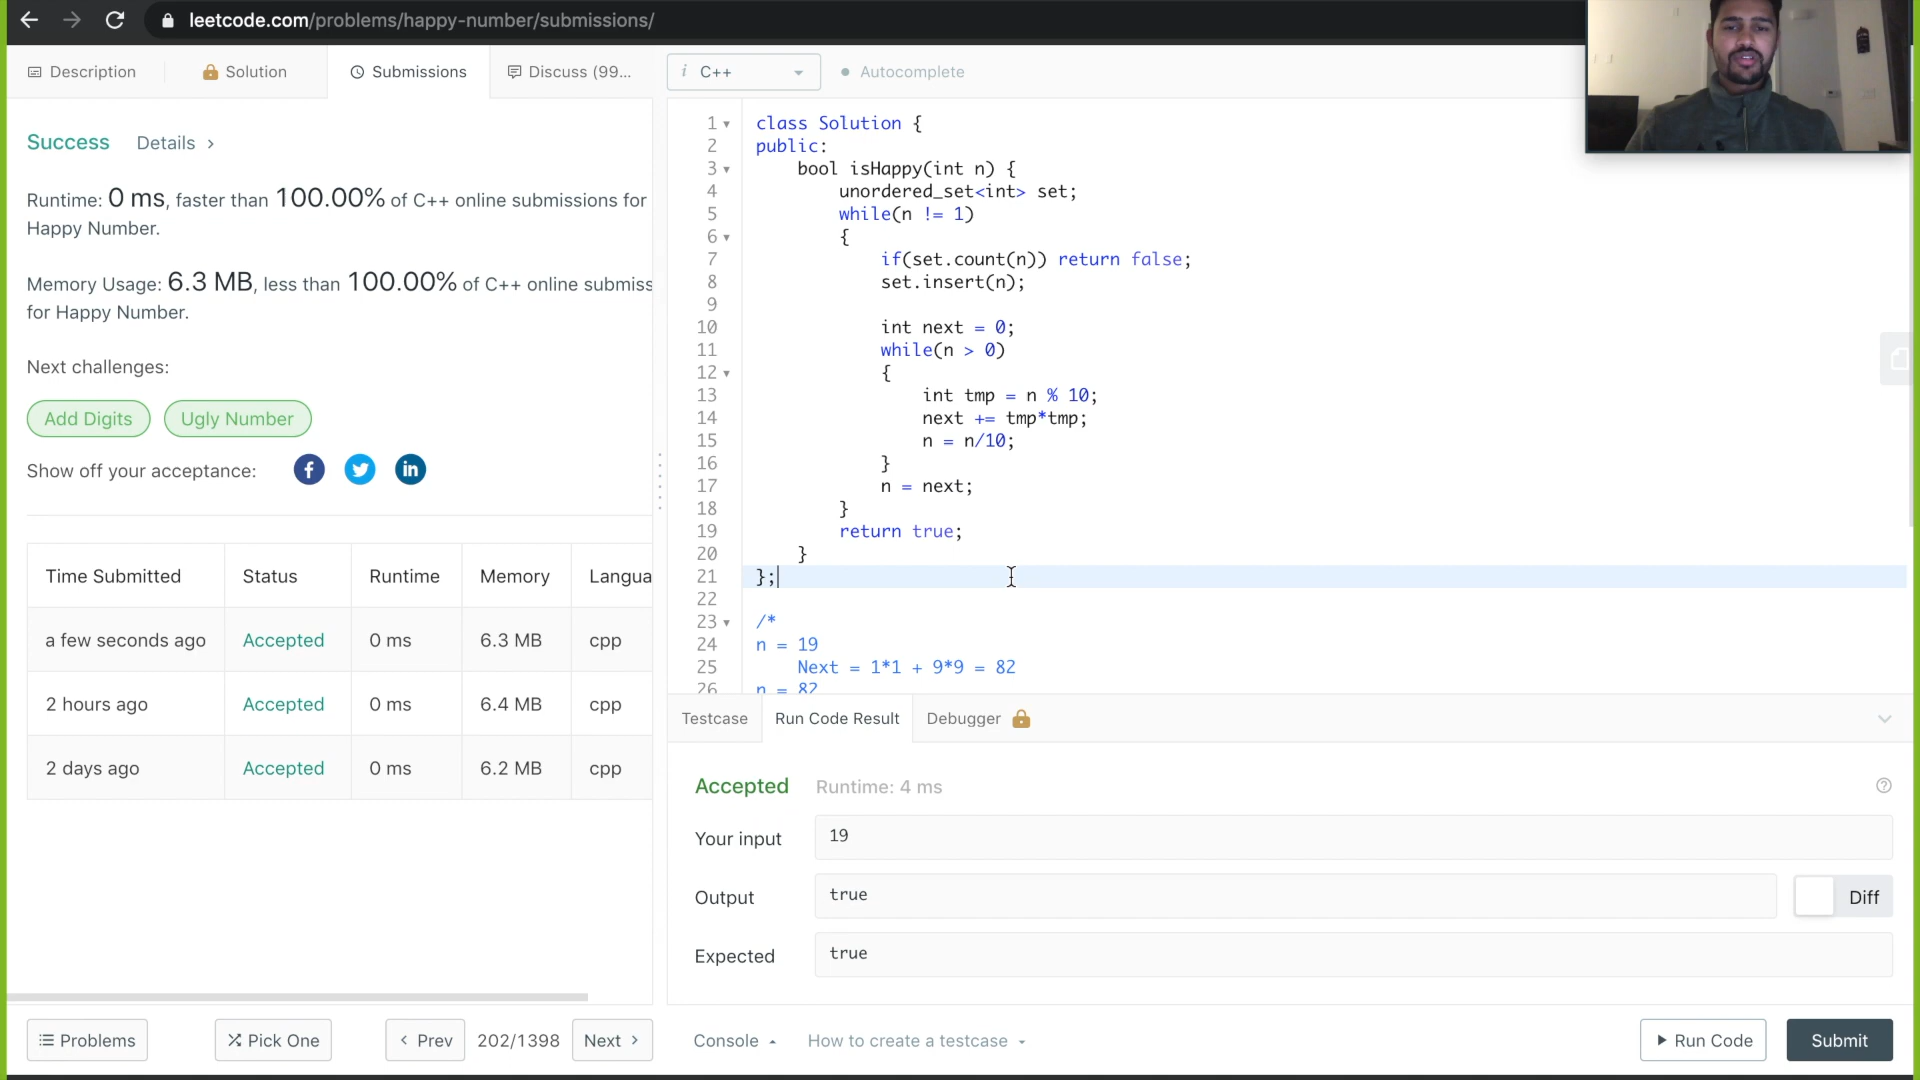 leetcode.com/problems/happy-number/submissions/
Description
Solution
Submissions
Discuss (99...
i C++
Autocomplete
Success Details >
Runtime: 0 ms, faster than 100.00% of C++ online submissions for
Happy Number.
Memory Usage: 6.3 MB, less than 100.00% of C++ online submiss
for Happy Number.
Next challenges:
Add Digits
Ugly Number
Show off your acceptance:
f
in
Time Submitted Status Runtime Memory Langua
a few seconds ago Accepted 0 ms 6.3 MB cpp
2 hours ago Accepted 0 ms 6.4 MB cpp
2 days ago Accepted 0 ms 6.2 MB cpp
Problems
Pick One
< Prev
202/1398
Next >
1 class Solution {
2 public:
3 bool isHappy(int n) {
4 unordered_set<int> set;
5 while(n != 1)
6 {
7 if(set.count(n)) return false;
8 set.insert(n);
9
10 int next = 0;
11 while(n > 0)
12 {
13 int tmp = n % 10;
14 next += tmp*tmp;
15 n = n/10;
16 }
17 n = next;
18 }
19 return true;
20 }
21 };
22
23 /*
24 n = 19
25 Next = 1*1 + 9*9 = 82
26 n = 82
Testcase
Run Code Result
Debugger
Accepted Runtime: 4 ms
Your input 19
Output true
Diff
Expected true
Console
How to create a testcase
Run Code
Submit